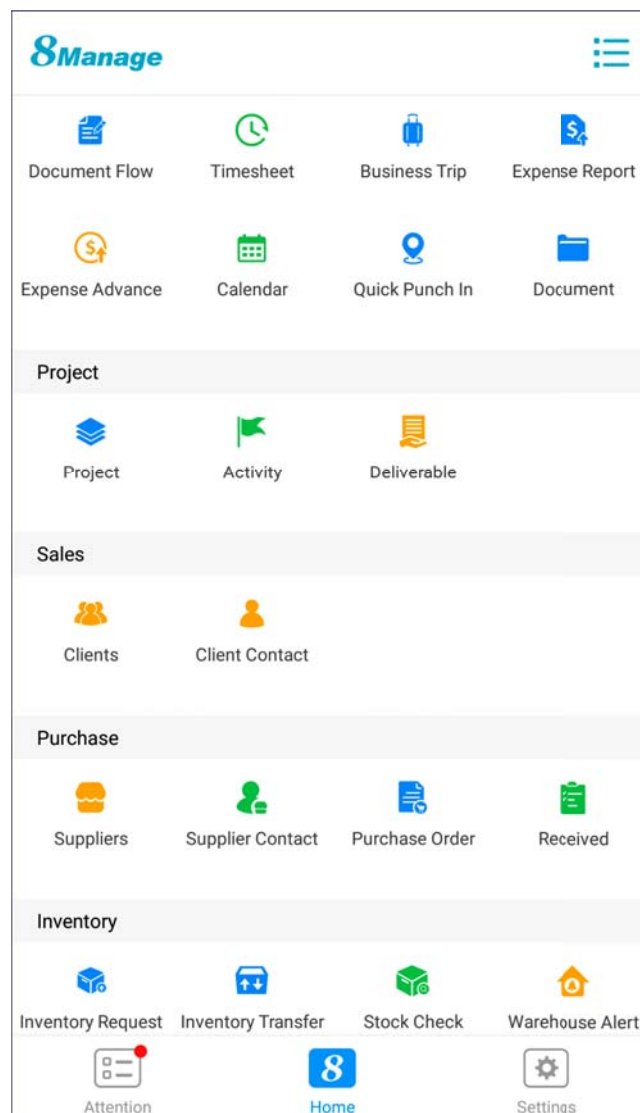 8Manage
Document Flow Timesheet Business Trip Expense Report
Expense Advance Calendar Quick Punch In Document
Project
Project Activity Deliverable
Sales
Clients Client Contact
Purchase
Suppliers Supplier Contact Purchase Order Received
Inventory
Inventory Request Inventory Transfer Stock Check Warehouse Alert
8
Attention Home Settings